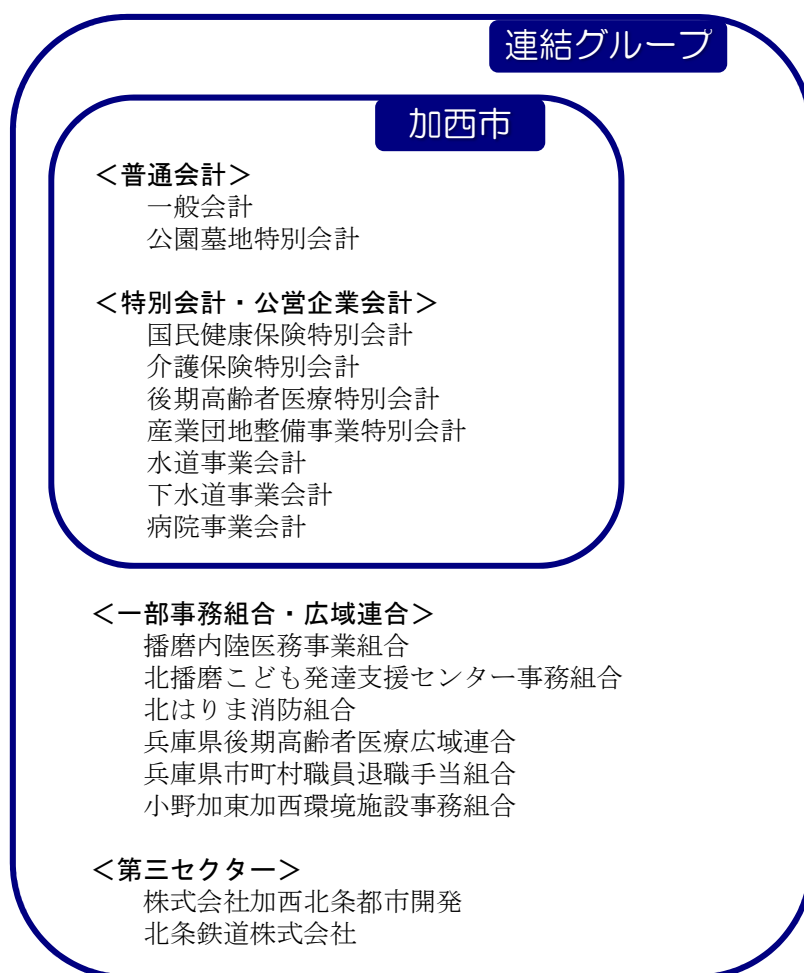 連結グループ
加西市
＜普通会計＞
一般会計
公園墓地特別会計
＜特別会計・公営企業会計＞
国民健康保険特別会計
介護保険特別会計
後期高齢者医療特別会計
産業団地整備事業特別会計
水道事業会計
下水道事業会計
病院事業会計
＜一部事務組合・広域連合＞
播磨内陸医務事業組合
北播磨こども発達支援センター事務組合
北はりま消防組合
兵庫県後期高齢者医療広域連合
兵庫県市町村職員退職手当組合
小野加東加西環境施設事務組合
＜第三セクター＞
株式会社加西北条都市開発
北条鉄道株式会社